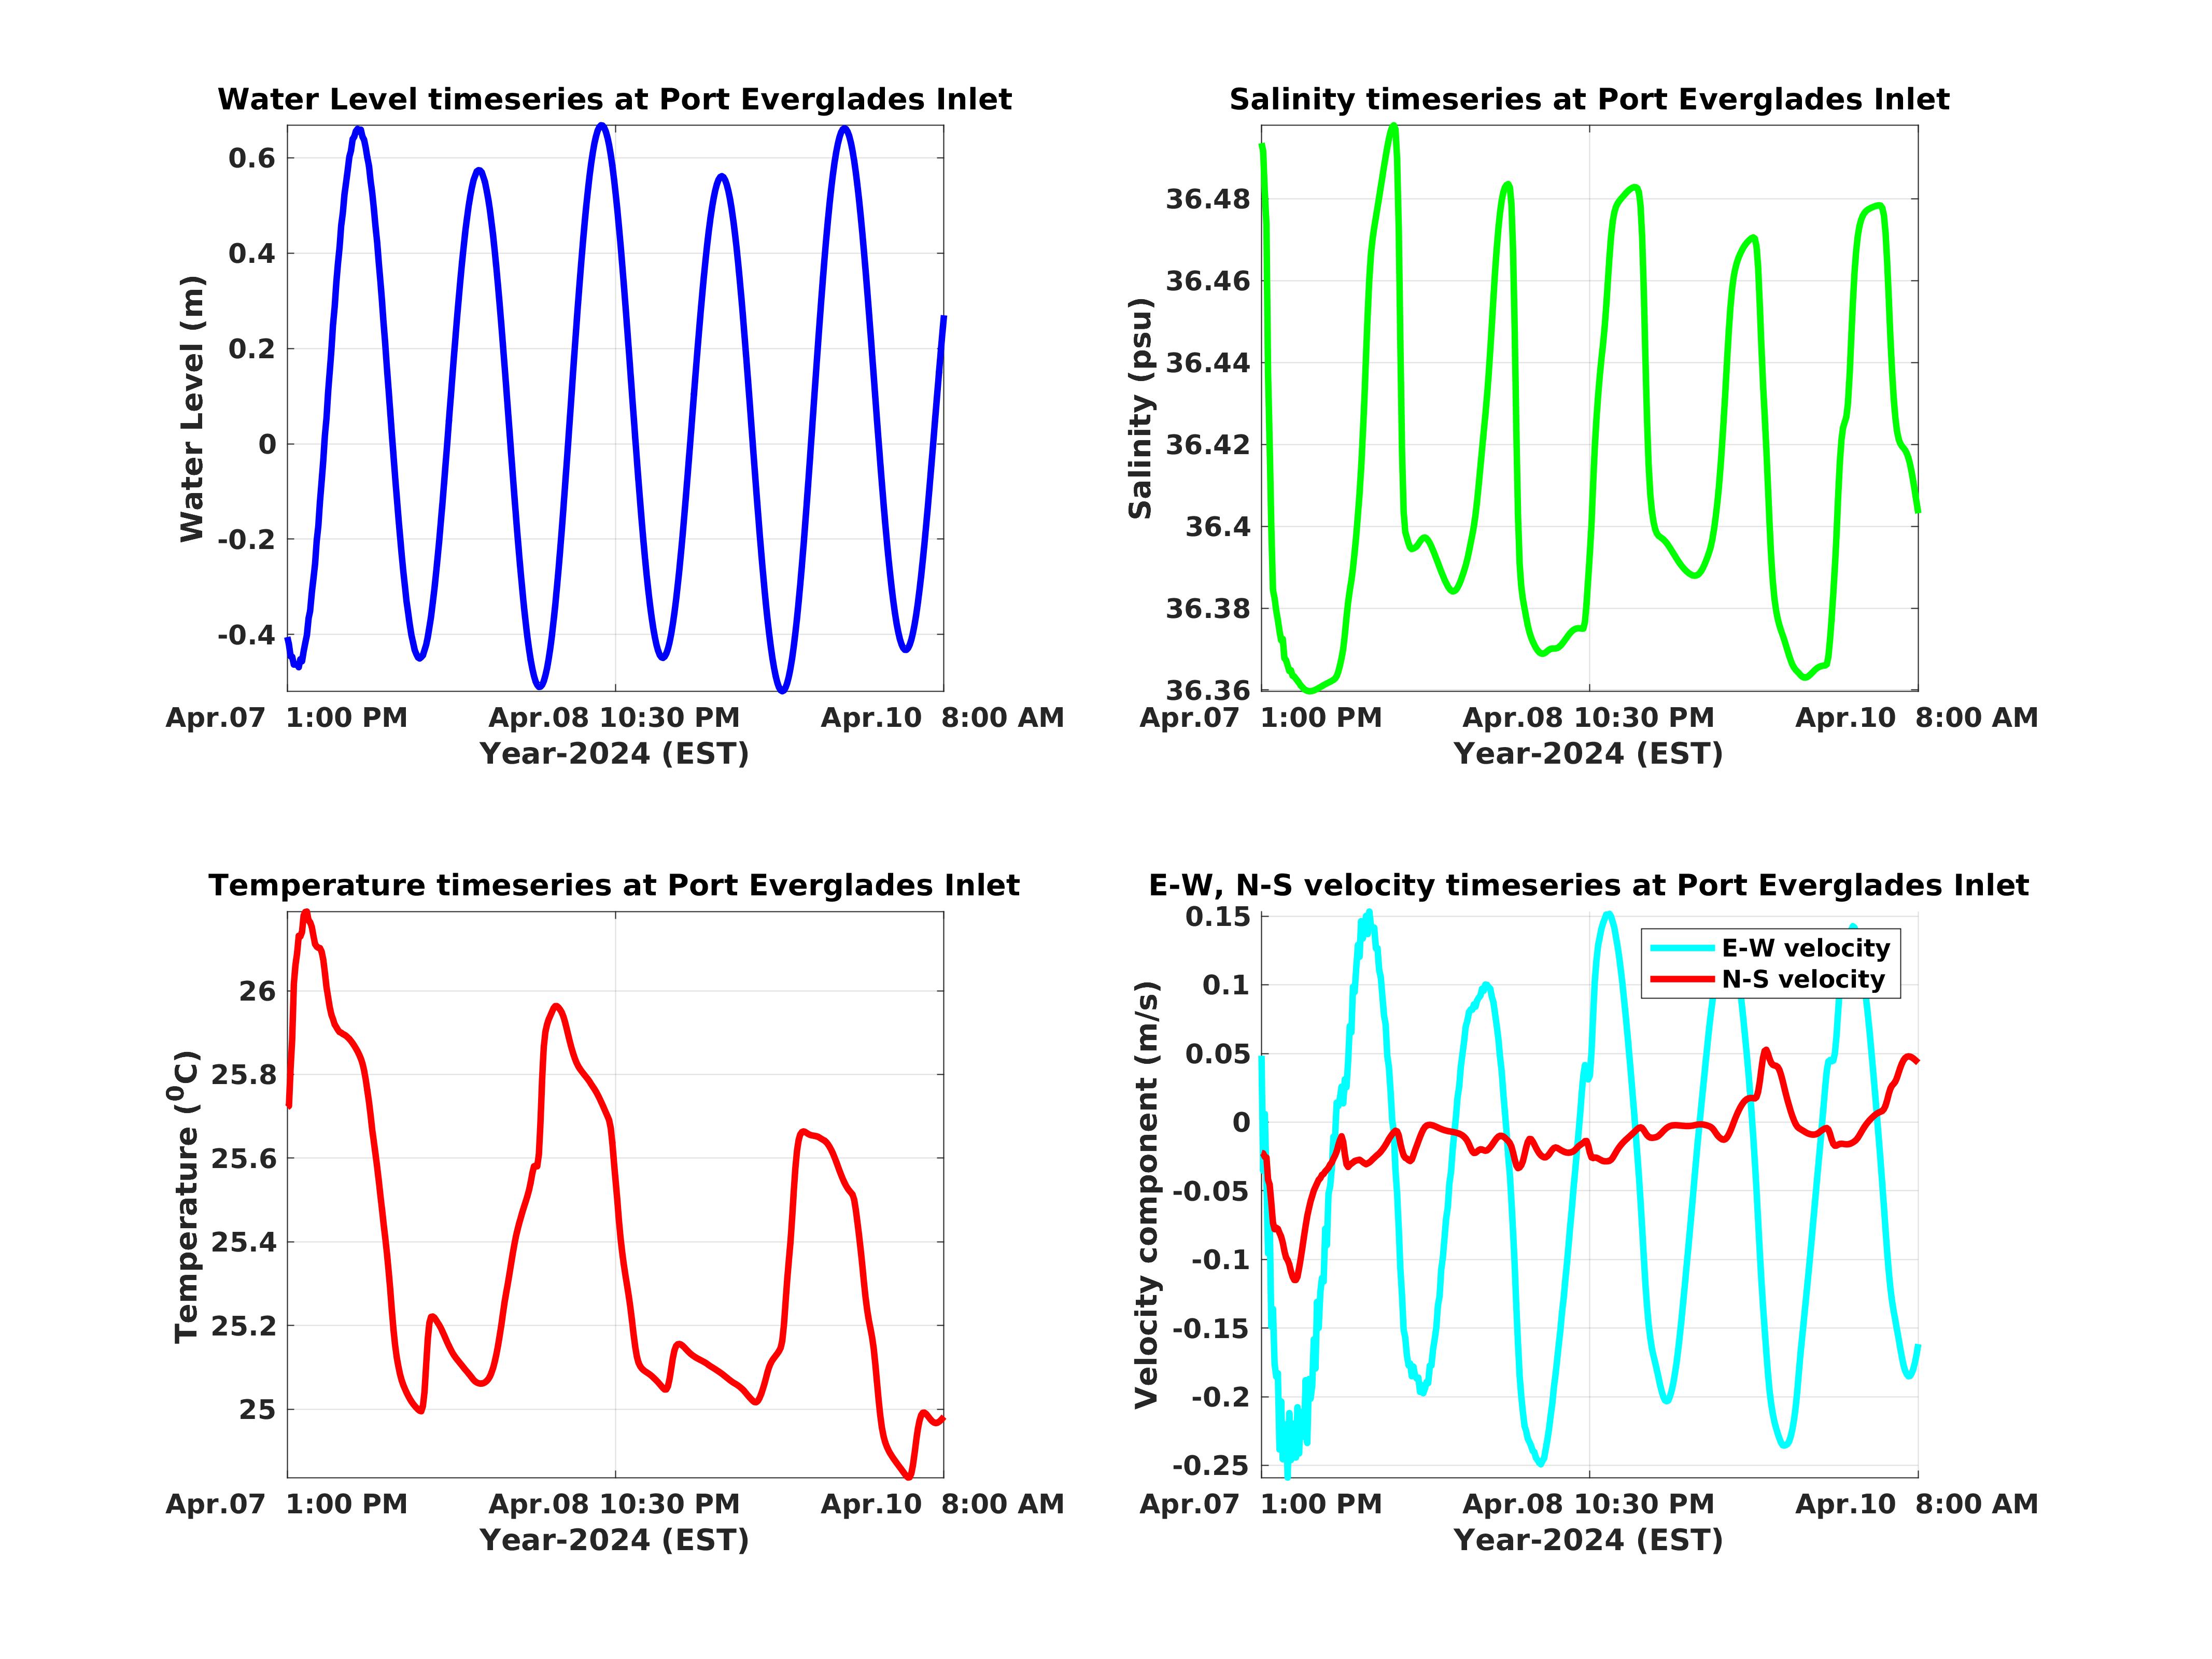 Water Level timeseries at Port Everglades Inlet
Water Level (m)
0.6
0.4
0.2
0
-0.2
-0.4
Apr.07 1:00 PM
Apr.08 10:30 PM
Apr.10 8:00 AM
Year-2024 (EST)
Salinity timeseries at Port Everglades Inlet
Salinity (psu)
36.48
36.46
36.44
36.42
36.4
36.38
36.36
Apr.07 1:00 PM
Apr.08 10:30 PM
Apr.10 8:00 AM
Year-2024 (EST)
Temperature timeseries at Port Everglades Inlet
Temperature (⁰C)
26
25.8
25.6
25.4
25.2
25
Apr.07 1:00 PM
Apr.08 10:30 PM
Apr.10 8:00 AM
Year-2024 (EST)
E-W, N-S velocity timeseries at Port Everglades Inlet
Velocity component (m/s)
0.15
0.1
0.05
0
-0.05
-0.1
-0.15
-0.2
-0.25
E-W velocity
N-S velocity
Apr.07 1:00 PM
Apr.08 10:30 PM
Apr.10 8:00 AM
Year-2024 (EST)